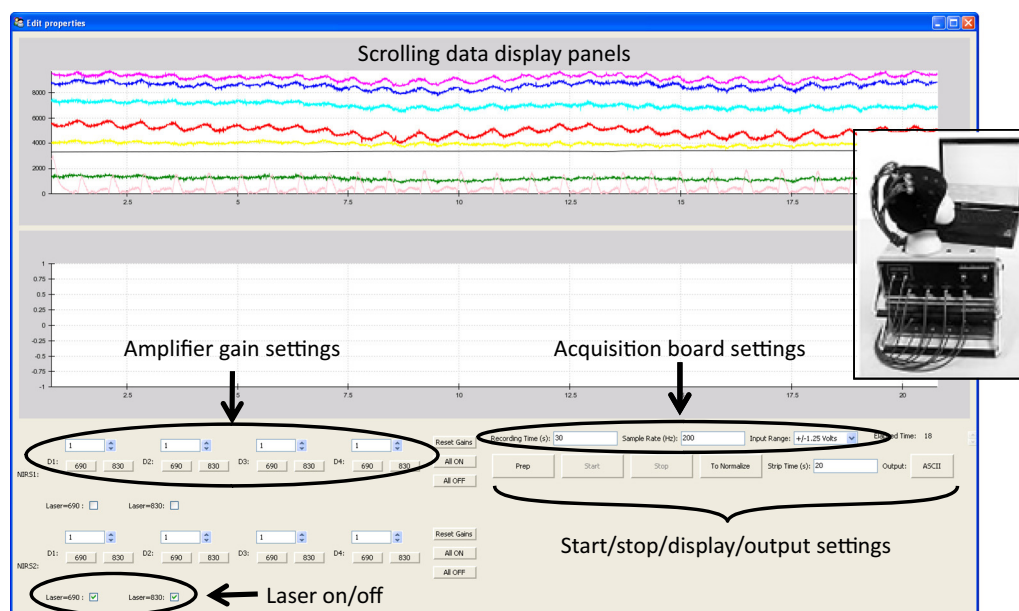 Edit properties
Scrolling data display panels
8000
6000
4000
2000
0
2.5 5 7.5 10 12.5 15 17.5
1
0.75
0.5
0.25
0
-0.25
-0.5
-0.75
-1
2.5 5 7.5 10 12.5 15 17.5 20
Amplifier gain settings
Acquisition board settings
1 1 1 1 Reset Gains
D1: 690 830 D2: 690 830 D3: 690 830 D4: 690 830 All ON
NIRS1:
All OFF
Laser=690 : Laser=830:
Recording Time (s): 30 Sample Rate (Hz): 200 Input Range: +/-1.25 Volts Time: 18
Prep Start Stop To Normalize Strip Time (s): 20 Output: ASCII
Start/stop/display/output settings
1 1 1 1 Reset Gains
D1: 690 830 D2: 690 830 D3: 690 830 D4: 690 830 All ON
NIRS2:
All OFF
Laser=690 : Laser=830:
Laser on/off